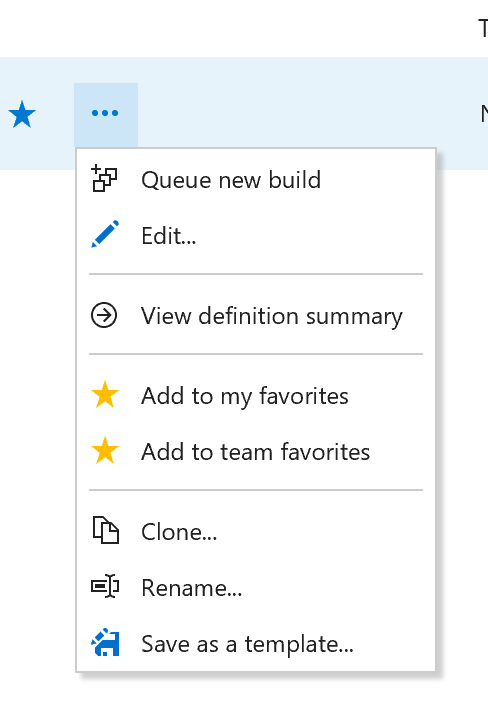 Queue new build
Edit...
View definition summary
Add to my favorites
Add to team favorites
Clone...
Rename...
Save as a template...